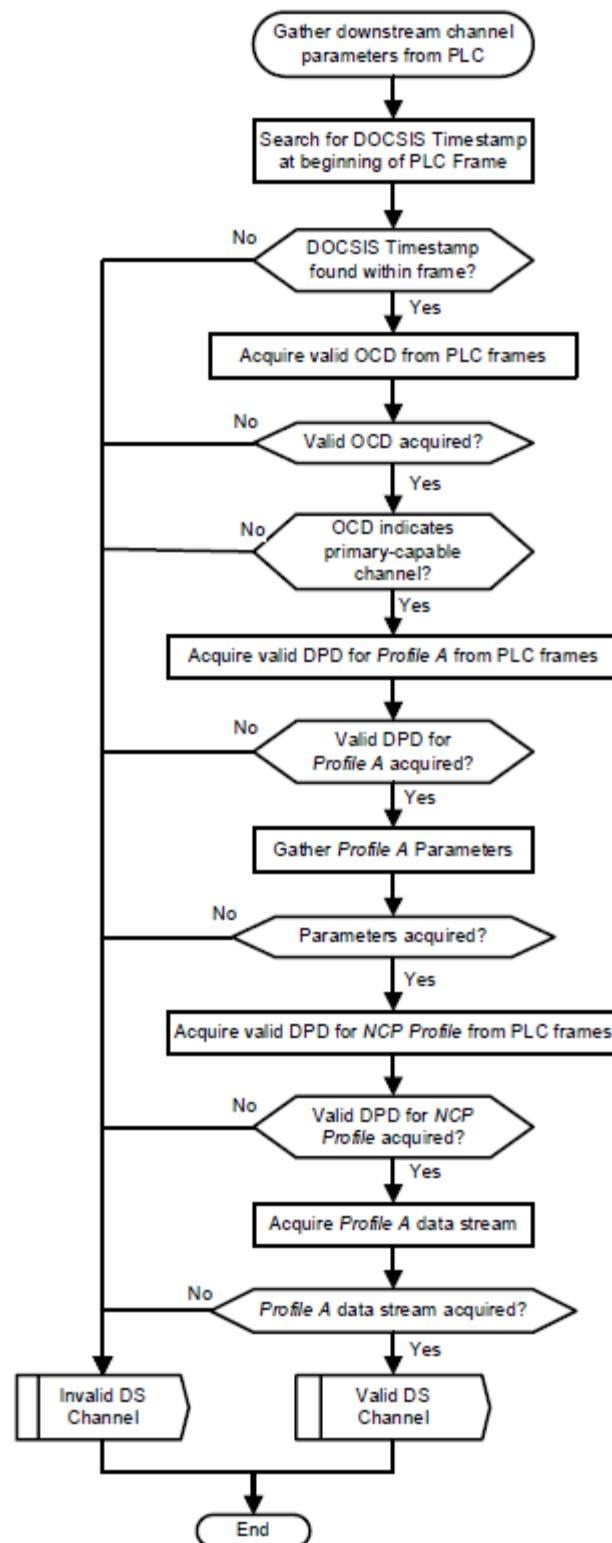 Gather downstream channel
parameters from PLC
Search for DOCSIS Timestamp
at beginning of PLC Frame
No
DOCSIS Timestamp
found within frame?
Yes
Acquire valid OCD from PLC frames
No
Valid OCD acquired?
Yes
No
OCD indicates
primary-capable
channel?
Yes
Acquire valid DPD for Profile A from PLC frames
No
Valid DPD for
Profile A acquired?
Yes
Gather Profile A Parameters
No
Parameters acquired?
Yes
Acquire valid DPD for NCP Profile from PLC frames
No
Valid DPD for NCP
Profile acquired?
Yes
Acquire Profile A data stream
No
Profile A data stream acquired?
Yes
Invalid DS
Channel
Valid DS
Channel
End